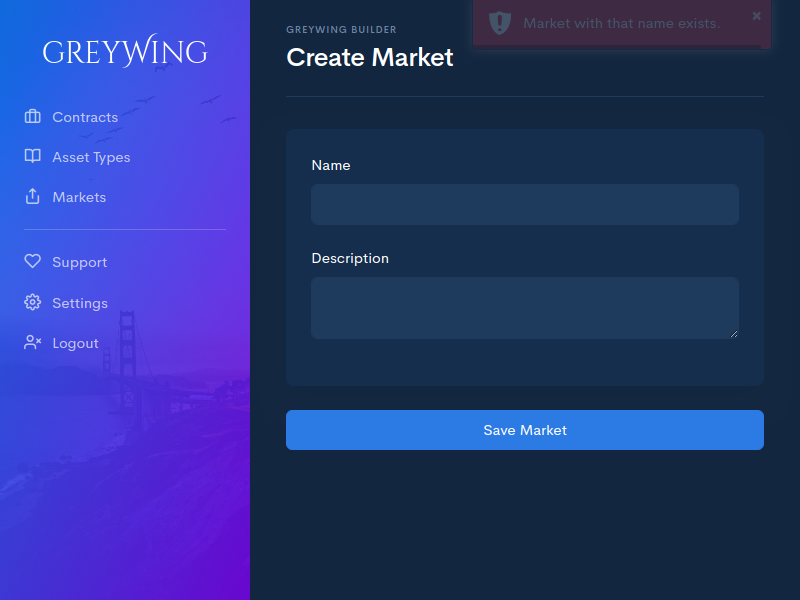 GREYWING
Contracts
Asset Types
Markets
Support
Settings
Logout
GREYWING BUILDER
Create Market
Market with that name exists.
Name
Description
Save Market